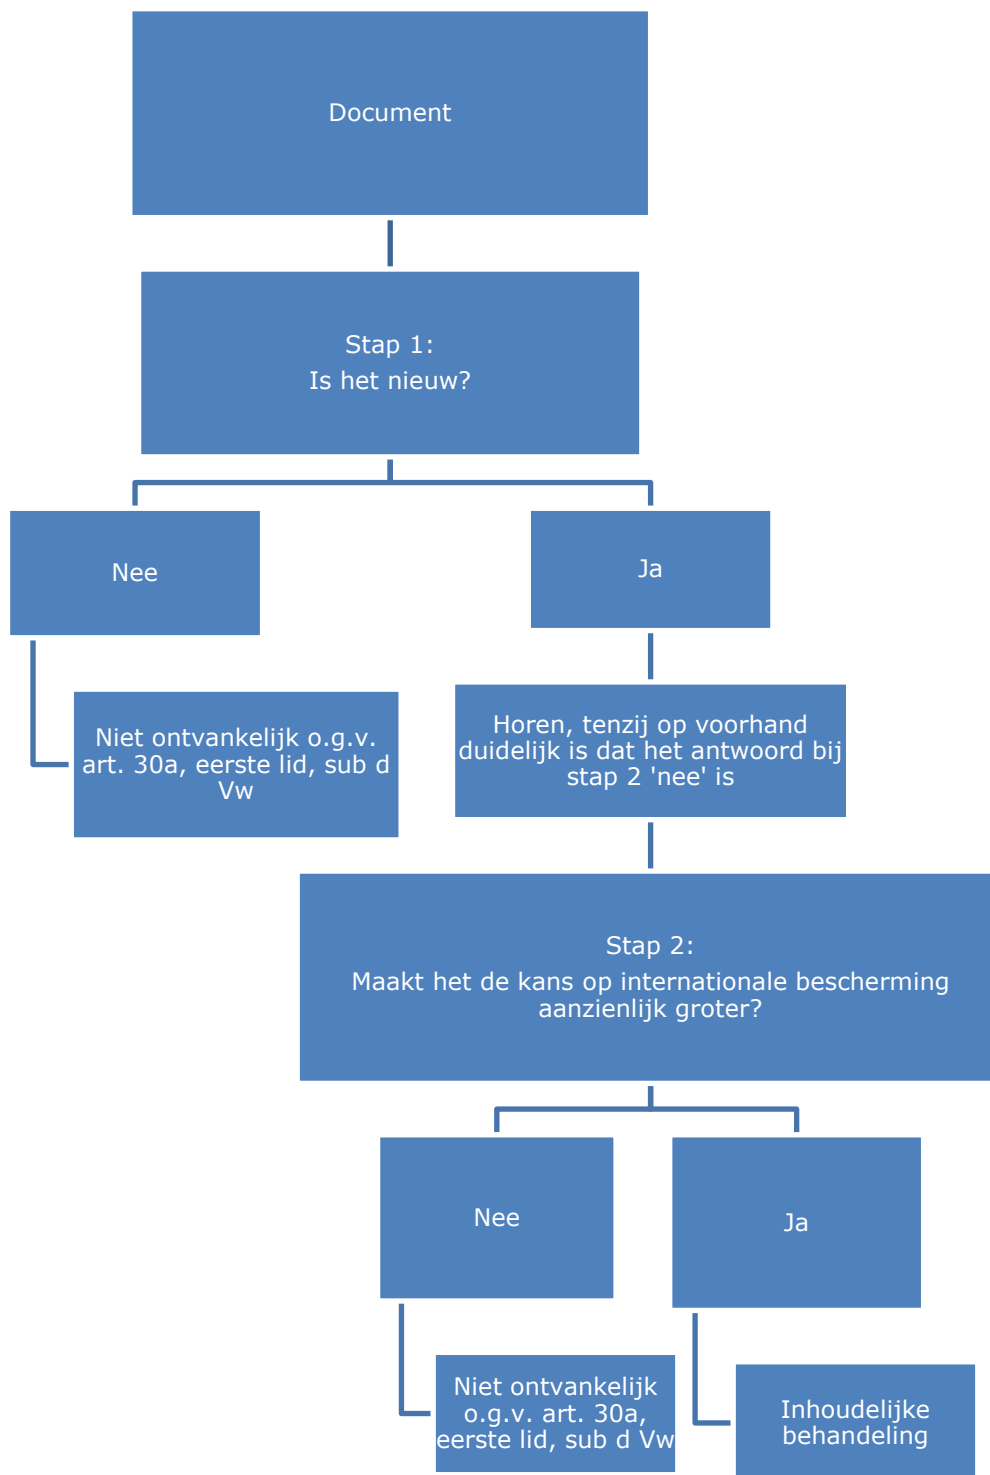 Document
Stap 1:
Is het nieuw?
Nee
Ja
Niet ontvankelijk o.g.v.
art. 30a, eerste lid, sub d
Vw
Horen, tenzij op voorhand
duidelijk is dat het antwoord bij
stap 2 'nee' is
Stap 2:
Maakt het de kans op internationale bescherming
aanzienlijk groter?
Nee
Ja
Niet ontvankelijk
o.g.v. art. 30a,
eerste lid, sub d Vw
Inhoudelijke
behandeling